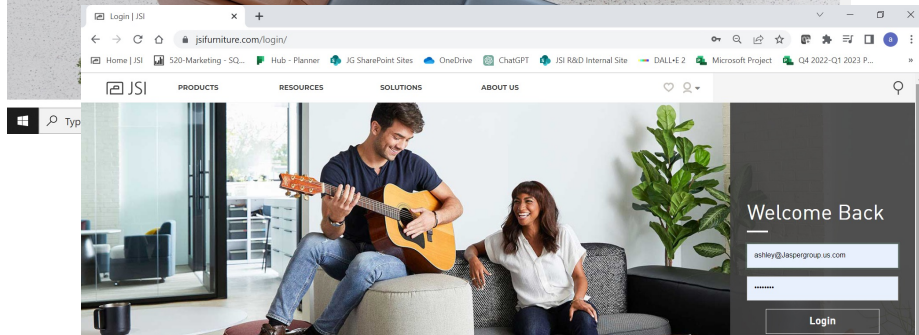 Login | JSI
jsifurniture.com/login/
Home | JSI 520-Marketing - SQ... Hub - Planner JG SharePoint Sites OneDrive ChatGPT JSI R&D Internal Site DALL•E 2 Microsoft Project Q4 2022-Q1 2023 P... »
JSI PRODUCTS RESOURCES SOLUTIONS ABOUT US
Typ
Welcome Back
ashley@Jaspergroup.us.com
••••••••
Login